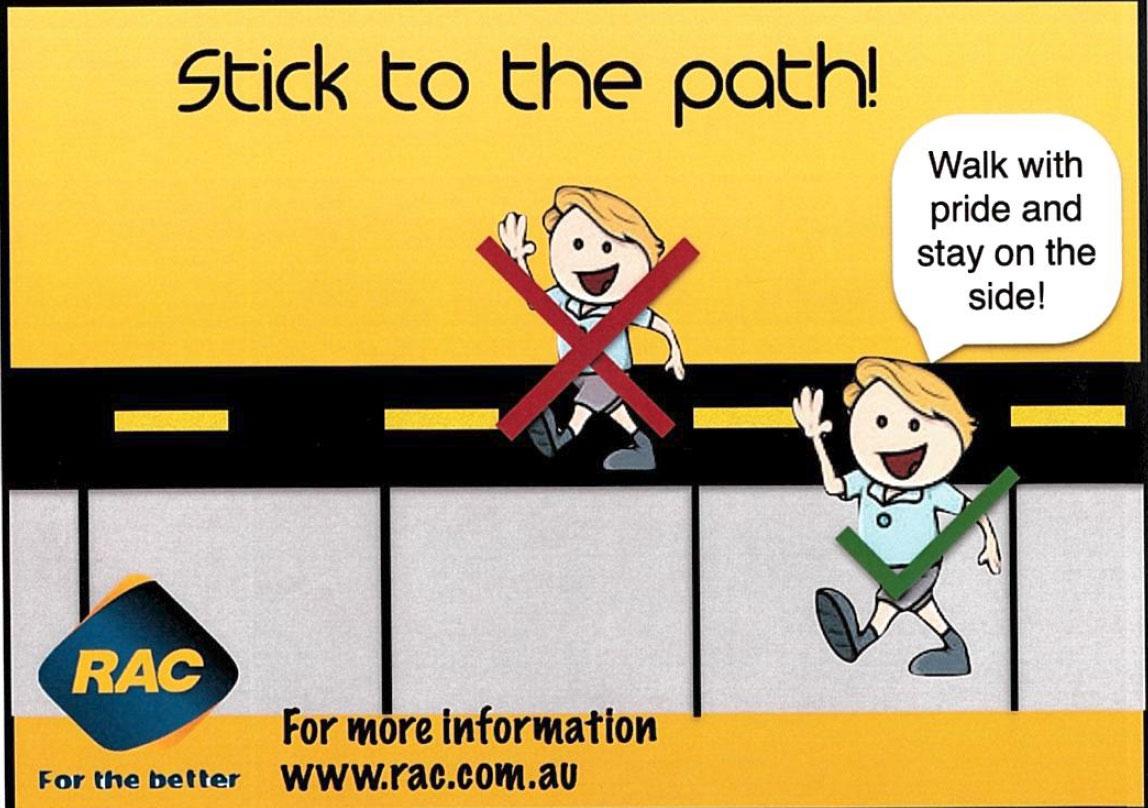 Stick to the path!
Walk with
pride and
stay on the
side!
RAC
For the better
For more information
www.rac.com.au